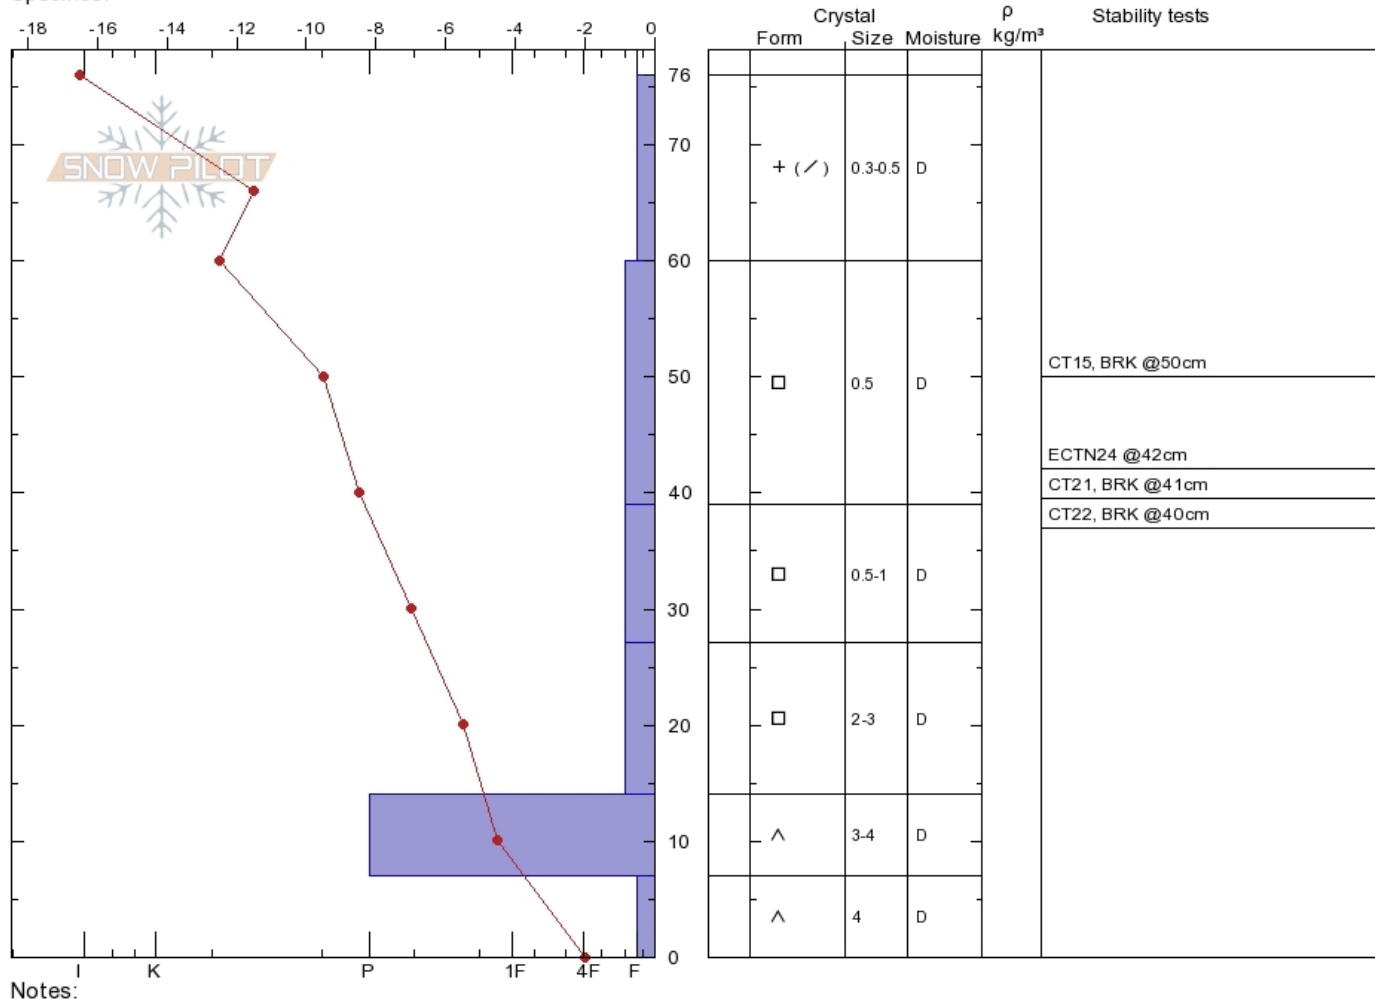 -18 -16 -14 -12 -10 -8 -6 -4 -2 0
Crystal
Form Size Moisture
ρ
kg/m³
Stability tests
76
70
60
50
40
30
20
10
0
SNOW PILOT
+ (∕) 0.3-0.5 D
□ 0.5 D
□ 0.5-1 D
□ 2-3 D
∧ 3-4 D
∧ 4 D
CT15, BRK @50cm
ECTN24 @42cm
CT21, BRK @41cm
CT22, BRK @40cm
I K P 1F 4F F
Notes: